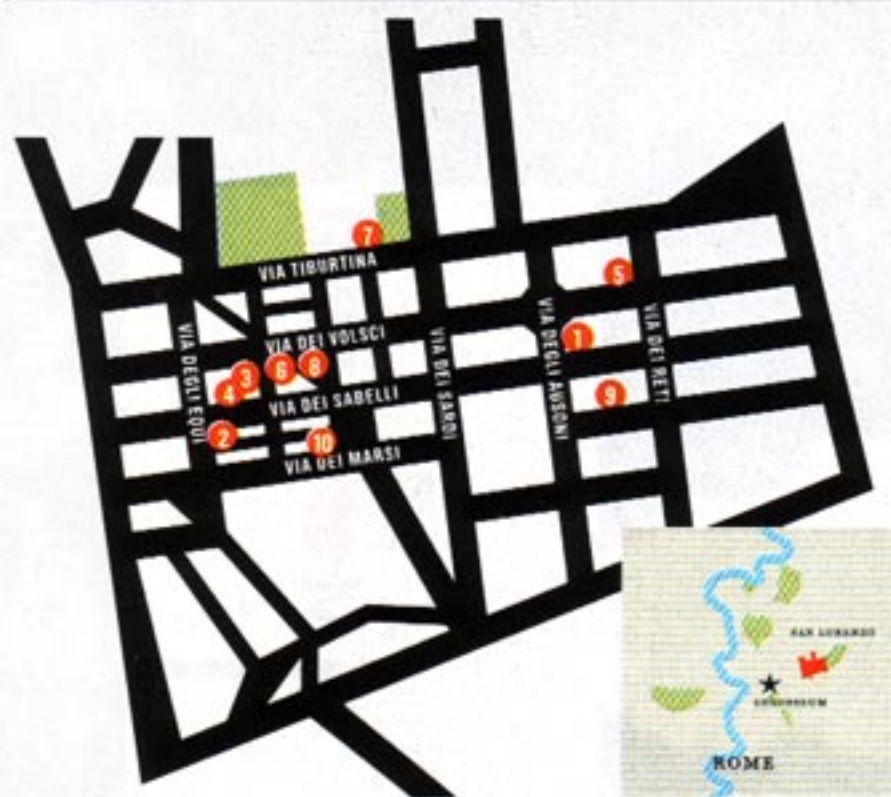 7
VIA TIBURTINA
5
VIA DEGLI EQUI
VIA DEI VOLSCI
VIA DEI SARDI
VIA DEGLI AUSONI
1
VIA DEI RETI
3
6
8
4
VIA DEI SABELLI
9
2
10
VIA DEI MARSI
SAN LORENZO
COLOSSEUM
ROME